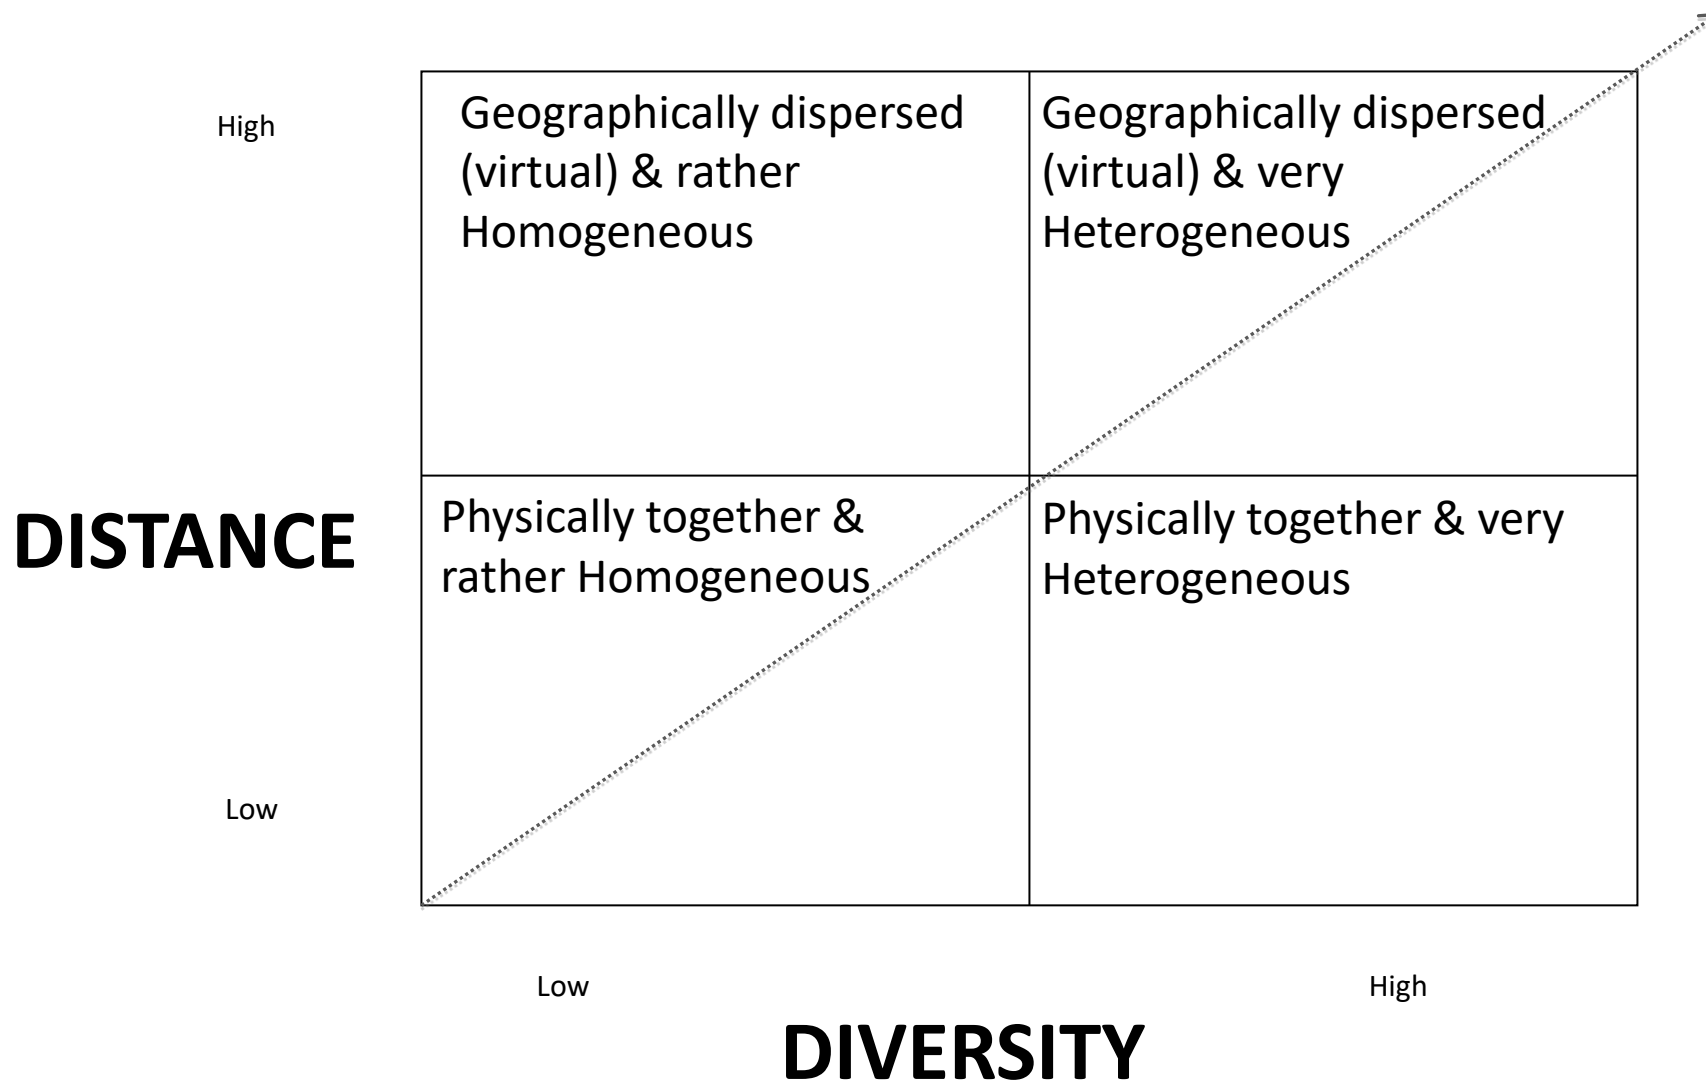 High
Geographically dispersed
(virtual) & rather
Homogeneous
Geographically dispersed
(virtual) & very
Heterogeneous
DISTANCE
Physically together &
rather Homogeneous
Physically together & very
Heterogeneous
Low
Low
High
DIVERSITY